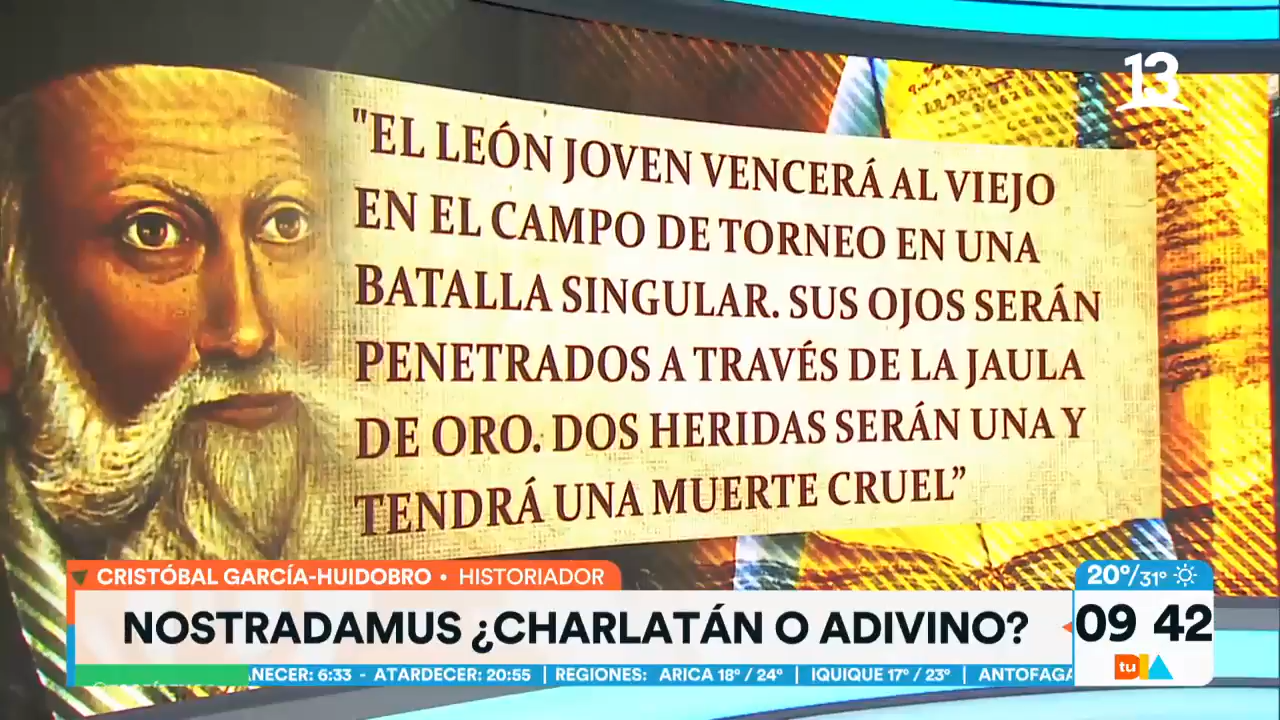 13
"EL LEÓN JOVEN VENCERÁ AL VIEJO
EN EL CAMPO DE TORNEO EN UNA
BATALLA SINGULAR. SUS OJOS SERÁN
PENETRADOS A TRAVÉS DE LA JAULA
DE ORO. DOS HERIDAS SERÁN UNA Y
TENDRÁ UNA MUERTE CRUEL”
CRISTÓBAL GARCÍA-HUIDOBRO • HISTORIADOR
20°/31°
NOSTRADAMUS ¿CHARLATÁN O ADIVINO?
09 42
NECER: 6:33 - ATARDECER: 20:55 | REGIONES: ARICA 18° / 24° | IQUIQUE 17° / 23° | ANTOFAGA
tu DÍA